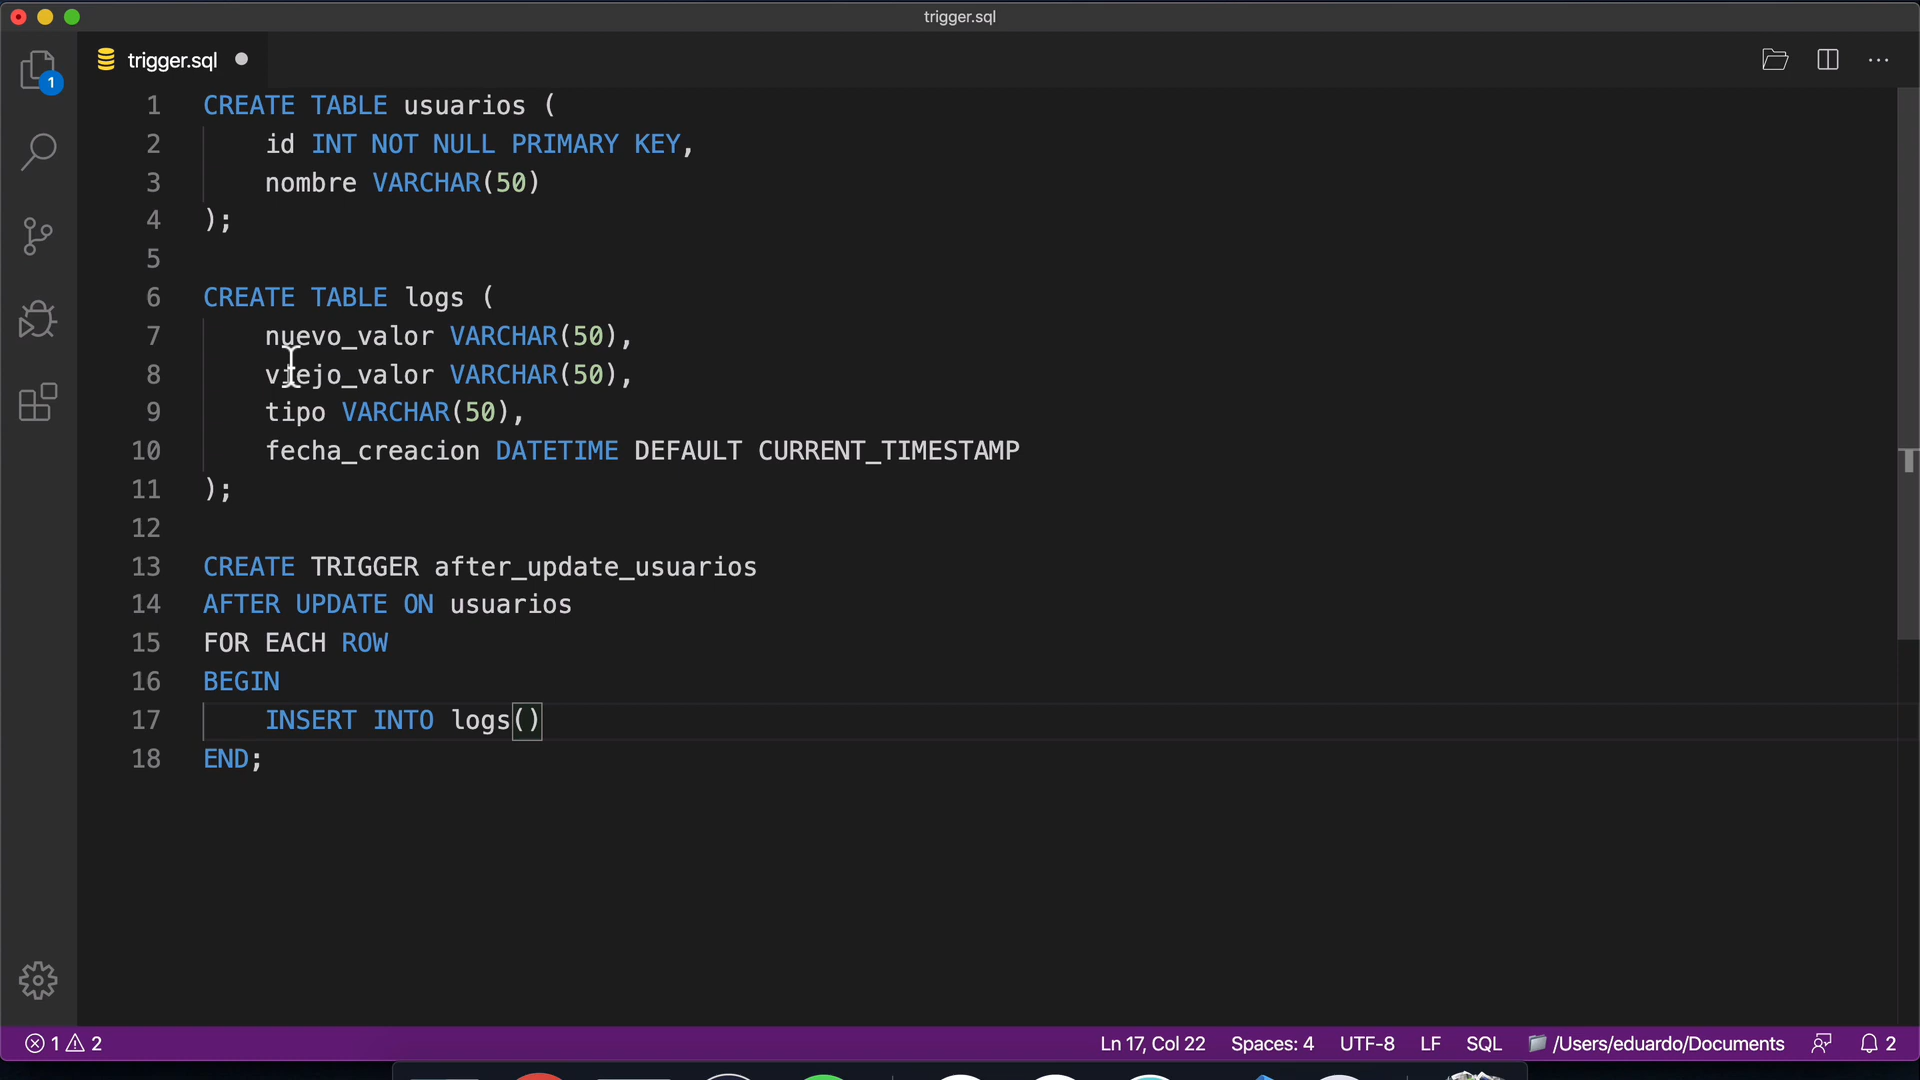 trigger.sql
trigger.sql
1
1 CREATE TABLE usuarios (
2 id INT NOT NULL PRIMARY KEY,
3 nombre VARCHAR(50)
4 );
5
6 CREATE TABLE logs (
7 nuevo_valor VARCHAR(50),
8 viejo_valor VARCHAR(50),
9 tipo VARCHAR(50),
10 fecha_creacion DATETIME DEFAULT CURRENT_TIMESTAMP
11 );
12
13 CREATE TRIGGER after_update_usuarios
14 AFTER UPDATE ON usuarios
15 FOR EACH ROW
16 BEGIN
17 INSERT INTO logs()
18 END;
1 2 Ln 17, Col 22 Spaces: 4 UTF-8 LF SQL /Users/eduardo/Documents 2